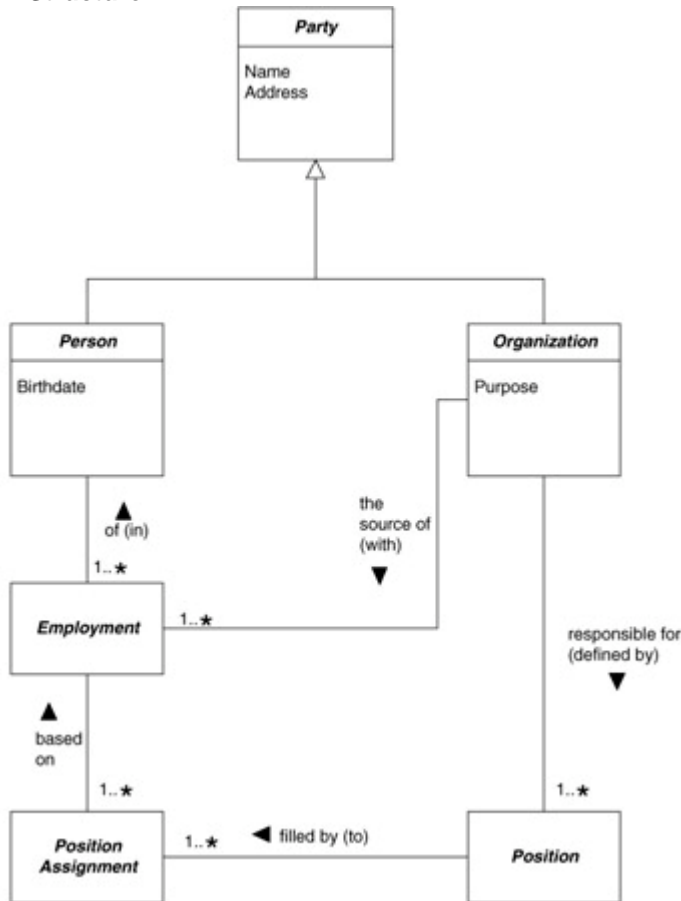 Party
Name
Address
Person
Organization
Birthdate
Purpose
the
source of
(with)
of (in)
1..*
Employment
1..*
responsible for
(defined by)
based
on
1..*
1..*
Position
Assignment
1..*
filled by (to)
Position